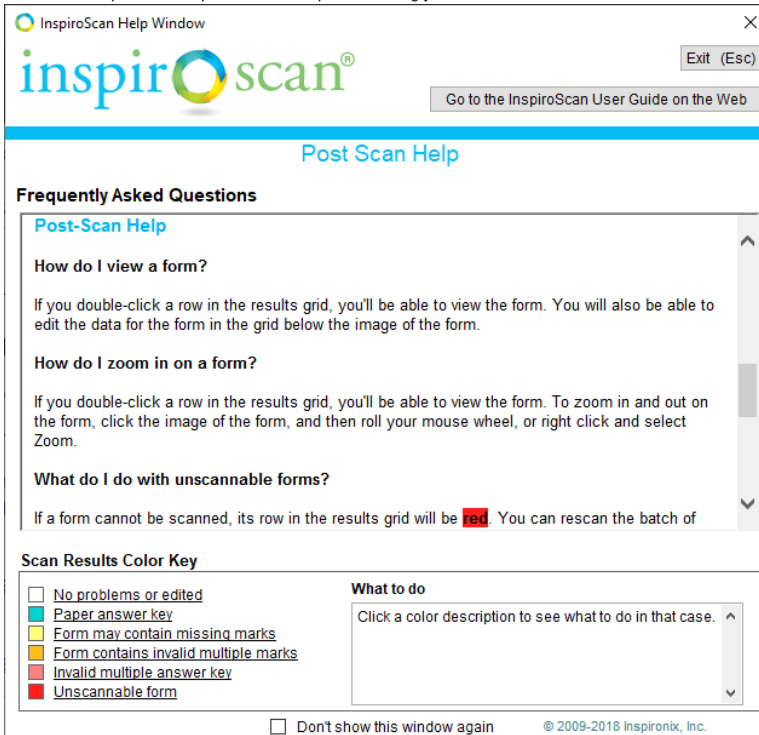 InspiroScan Help Window
inspiroscan®
Exit (Esc)
Go to the InspiroScan User Guide on the Web
Post Scan Help
Frequently Asked Questions
Post-Scan Help
How do I view a form?
If you double-click a row in the results grid, you'll be able to view the form. You will also be able to
edit the data for the form in the grid below the image of the form.
How do I zoom in on a form?
If you double-click a row in the results grid, you'll be able to view the form. To zoom in and out on
the form, click the image of the form, and then roll your mouse wheel, or right click and select
Zoom.
What do I do with unscannable forms?
If a form cannot be scanned, its row in the results grid will be red. You can rescan the batch of
Scan Results Color Key
No problems or edited
Paper answer key
Form may contain missing marks
Form contains invalid multiple marks
Invalid multiple answer key
Unscannable form
What to do
Click a color description to see what to do in that case.
Don't show this window again
© 2009-2018 Inspironix, Inc.